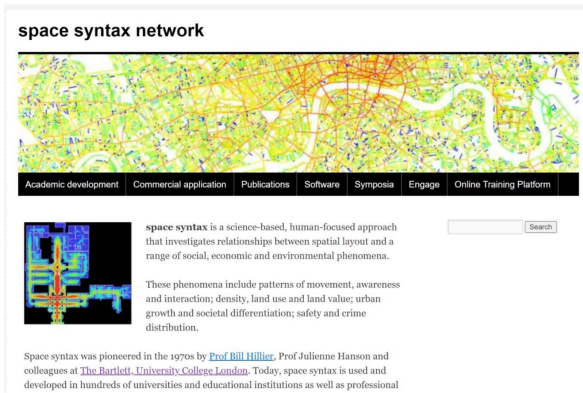 space syntax network
Academic development Commercial application Publications Software Symposia Engage Online Training Platform
space syntax is a science-based, human-focused approach
that investigates relationships between spatial layout and a
range of social, economic and environmental phenomena.
Search
These phenomena include patterns of movement, awareness
and interaction; density, land use and land value; urban
growth and societal differentiation; safety and crime
distribution.
Space syntax was pioneered in the 1970s by Prof Bill Hillier, Prof Julienne Hanson and
colleagues at The Bartlett, University College London. Today, space syntax is used and
developed in hundreds of universities and educational institutions as well as professional